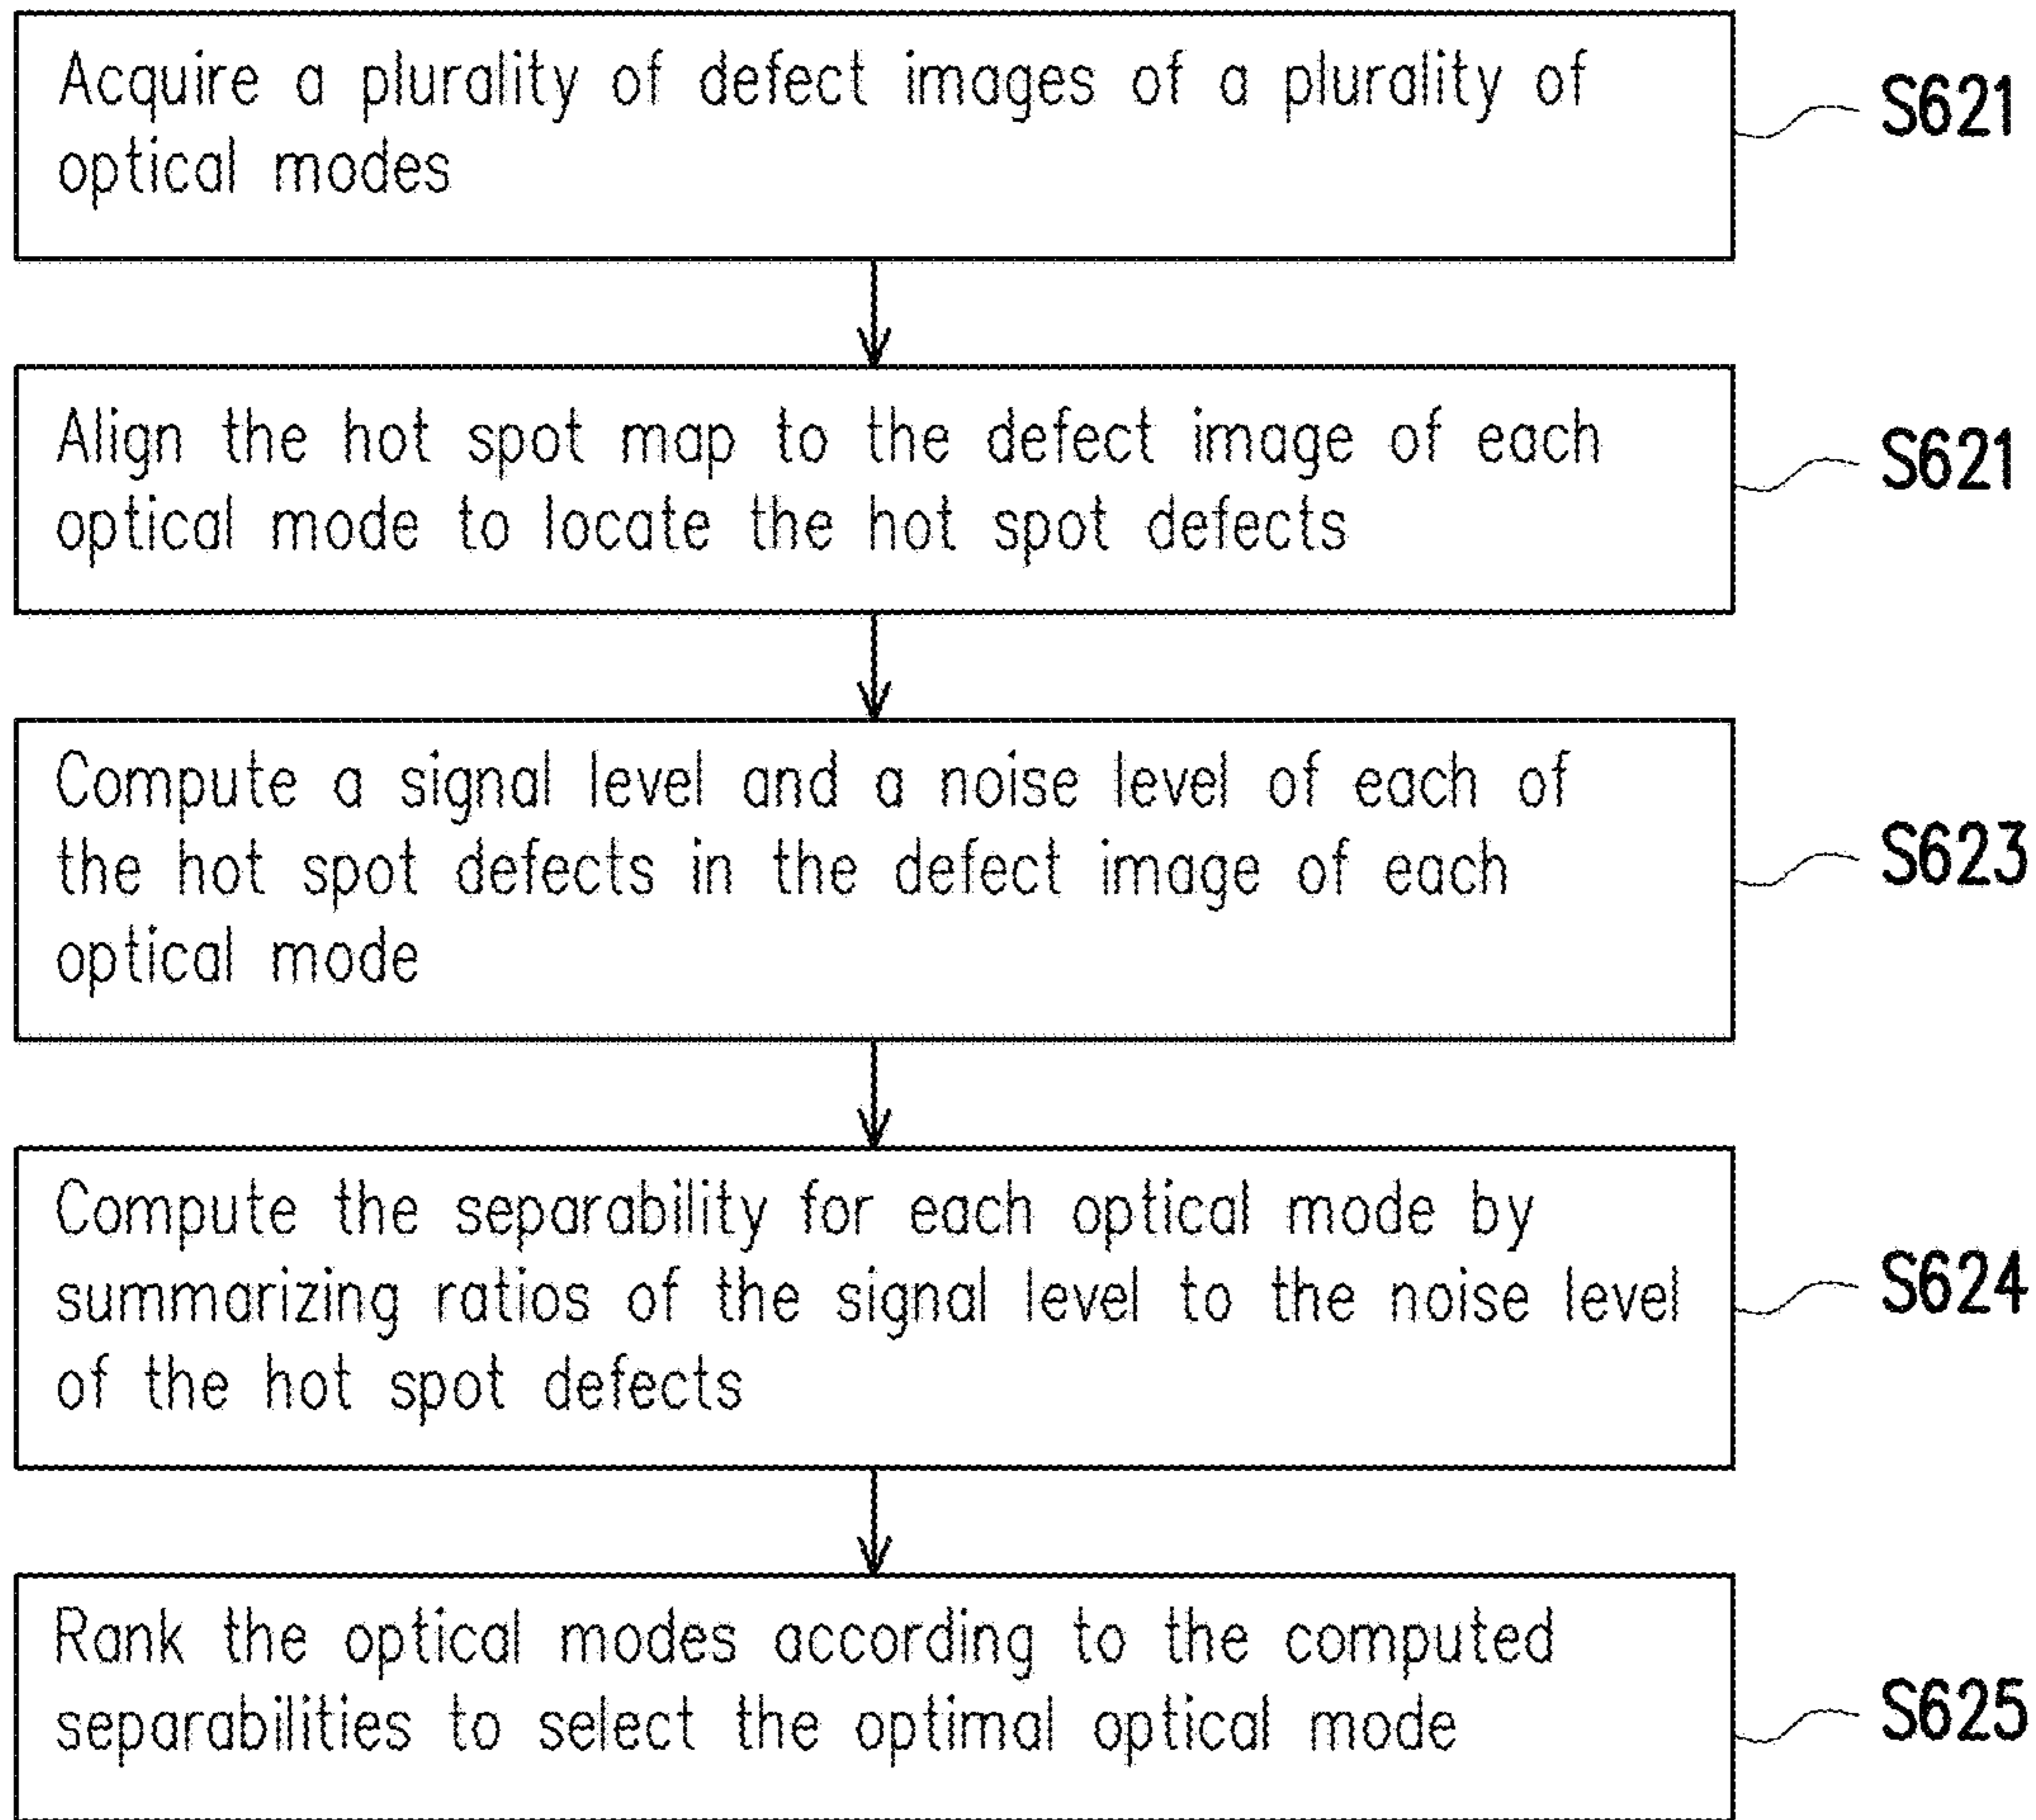 Acquire a plurality of defect images of a plurality of
optical modes
S621
Align the hot spot map to the defect image of each
optical mode to locate the hot spot defects
S621
Compute a signal level and a noise level of each of
the hot spot defects in the defect image of each
optical mode
S623
Compute the separability for each optical mode by
summarizing ratios of the signal level to the noise level
of the hot spot defects
S624
Rank the optical modes according to the computed
separabilities to select the optimal optical mode
S625